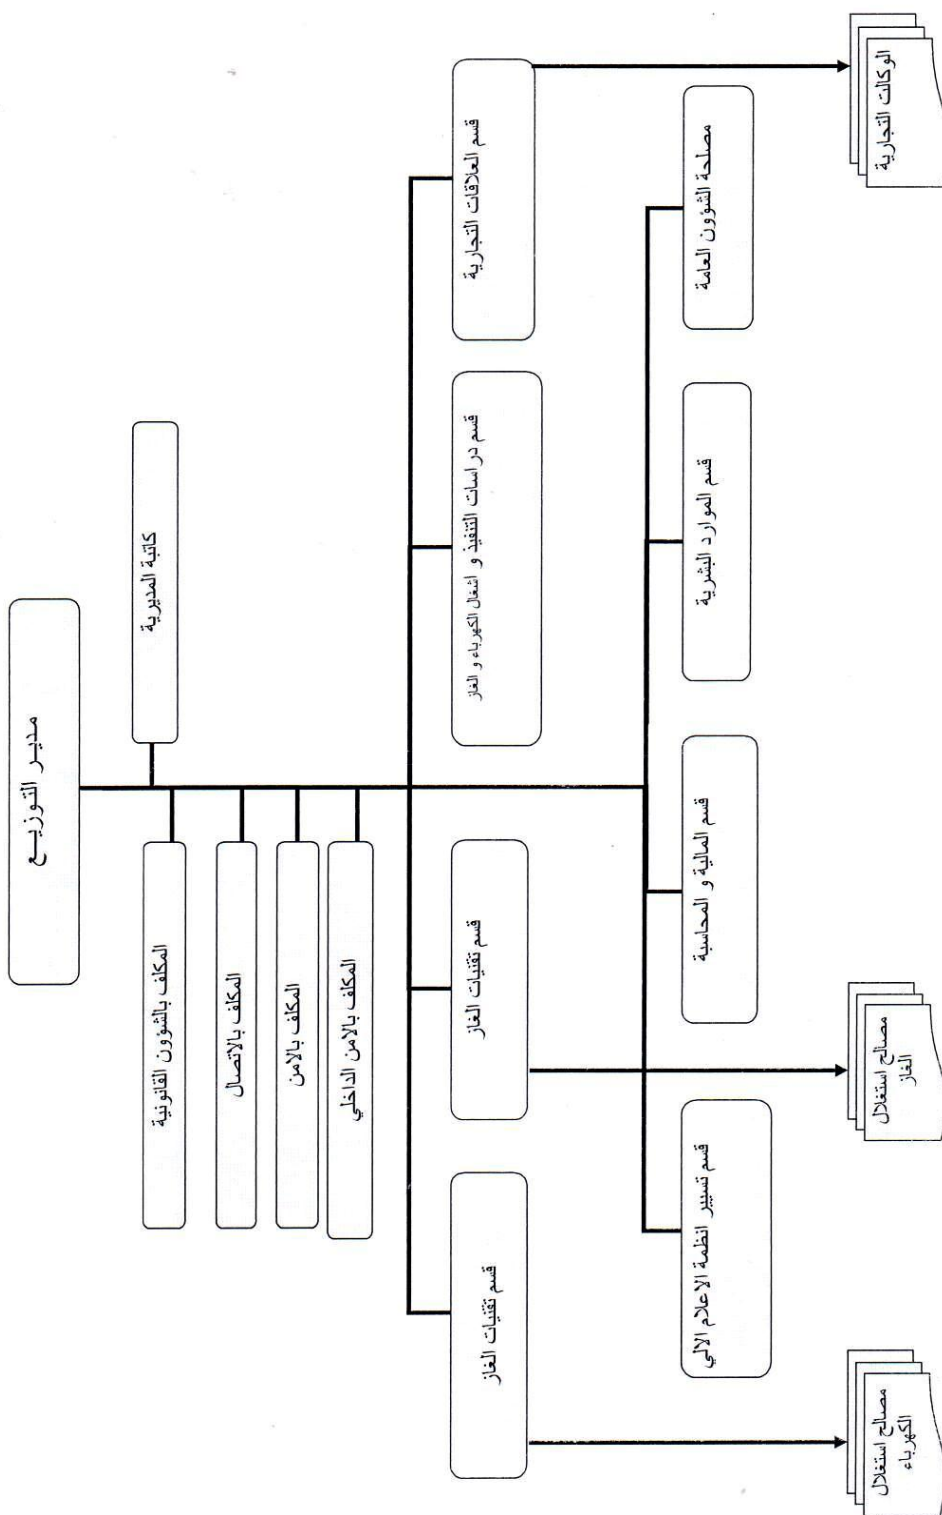 مدير التوزيع
كاتبة المديرية
المكلف بالشؤون القانونية
المكلف بالاتصال
المكلف بالامن
المكلف بالامن الداخلي
قسم العلاقات التجارية
قسم دراسات التنفيذ و اشغال الكهرباء و الغاز
قسم تقنيات الغاز
قسم تقنيات الغاز
مصلحة الشؤون العامة
قسم الموارد البشرية
قسم المالية و المحاسبة
قسم تسيير انظمة الاعلام الالي
الوكالت التجارية
مصالح استغلال
الغاز
مصالح استغلال
الكهرباء